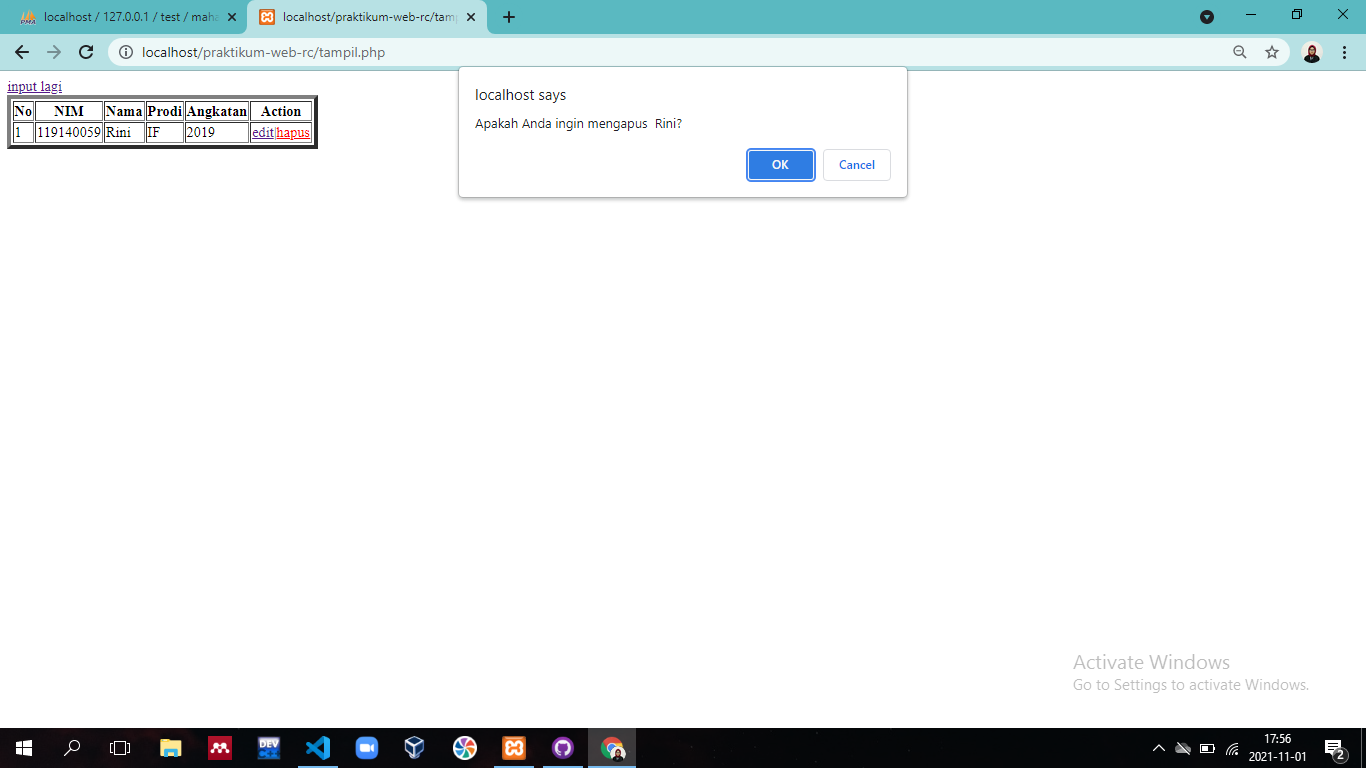 localhost / 127.0.0.1 / test / maha
localhost/praktikum-web-rc/tamp
localhost/praktikum-web-rc/tampil.php
localhost says
Apakah Anda ingin mengapus  Rini?
OK Cancel
input lagi
No NIM Nama Prodi Angkatan Action
1 119140059 Rini IF 2019 edit|hapus
Activate Windows
Go to Settings to activate Windows.
DEV
17:56
2021-11-01
2